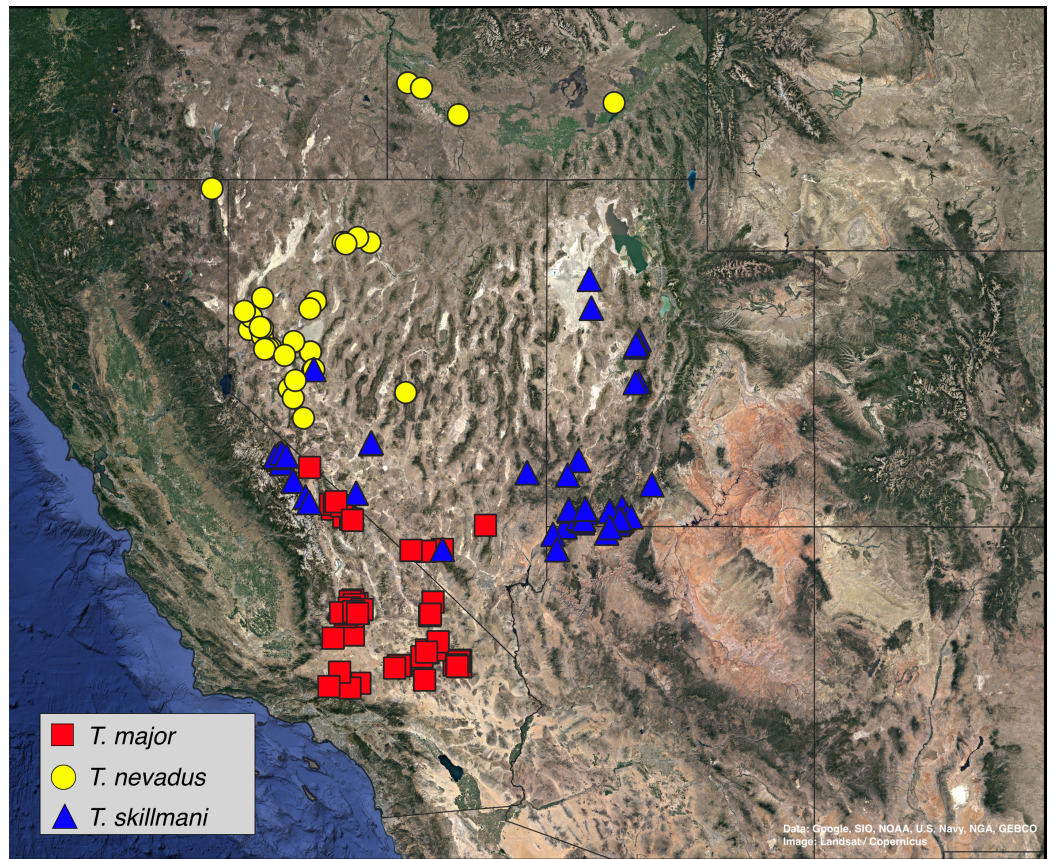 T. major
T. nevadus
T. skillmani
Data: Google, SIO, NOAA, U.S. Navy, NGA, GEBCO
Image: Landsat / Copernicus